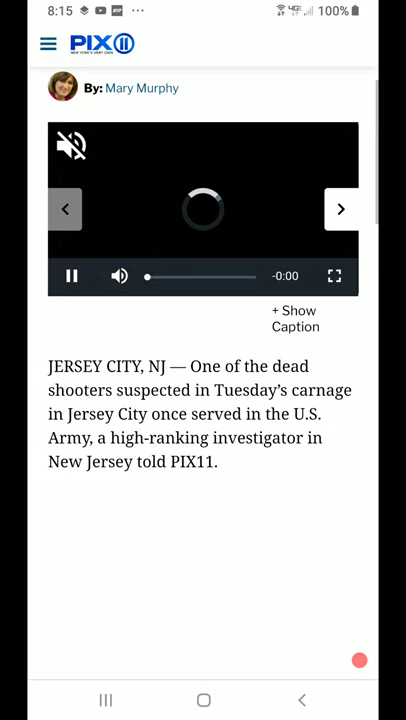 8:15
100%
PIX11
NEW YORK'S VERY OWN
By: Mary Murphy
-0:00
+ Show
Caption
JERSEY CITY, NJ — One of the dead
shooters suspected in Tuesday’s carnage
in Jersey City once served in the U.S.
Army, a high-ranking investigator in
New Jersey told PIX11.